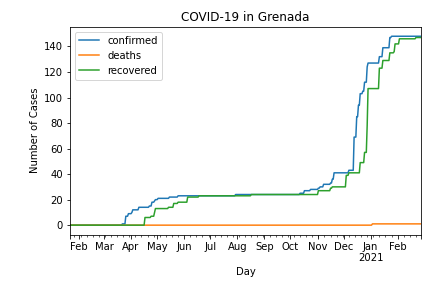 COVID-19 in Grenada
confirmed
deaths
recovered
Number of Cases
140
120
100
80
60
40
20
0
Feb Mar Apr May Jun Jul Aug Sep Oct Nov Dec Jan Feb
2021
Day